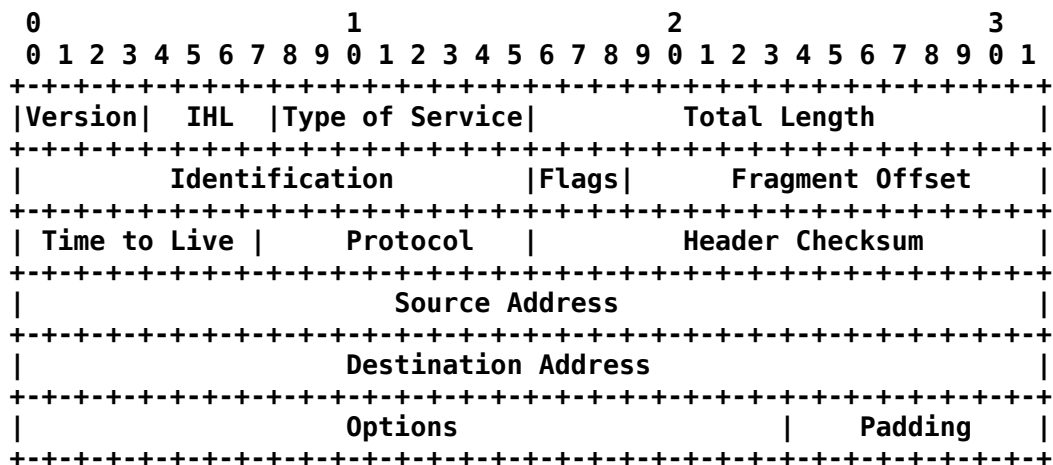 0                   1                   2                   3
 0 1 2 3 4 5 6 7 8 9 0 1 2 3 4 5 6 7 8 9 0 1 2 3 4 5 6 7 8 9 0 1
+-+-+-+-+-+-+-+-+-+-+-+-+-+-+-+-+-+-+-+-+-+-+-+-+-+-+-+-+-+-+-+-+
|Version|  IHL  |Type of Service|         Total Length          |
+-+-+-+-+-+-+-+-+-+-+-+-+-+-+-+-+-+-+-+-+-+-+-+-+-+-+-+-+-+-+-+-+
|         Identification        |Flags|      Fragment Offset    |
+-+-+-+-+-+-+-+-+-+-+-+-+-+-+-+-+-+-+-+-+-+-+-+-+-+-+-+-+-+-+-+-+
| Time to Live |     Protocol   |         Header Checksum       |
+-+-+-+-+-+-+-+-+-+-+-+-+-+-+-+-+-+-+-+-+-+-+-+-+-+-+-+-+-+-+-+-+
|                       Source Address                          |
+-+-+-+-+-+-+-+-+-+-+-+-+-+-+-+-+-+-+-+-+-+-+-+-+-+-+-+-+-+-+-+-+
|                    Destination Address                        |
+-+-+-+-+-+-+-+-+-+-+-+-+-+-+-+-+-+-+-+-+-+-+-+-+-+-+-+-+-+-+-+-+
|                    Options                    |    Padding    |
+-+-+-+-+-+-+-+-+-+-+-+-+-+-+-+-+-+-+-+-+-+-+-+-+-+-+-+-+-+-+-+-+